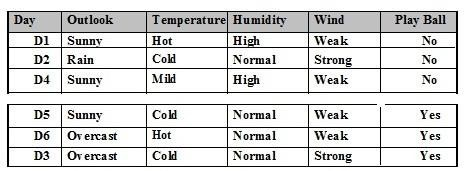 Day Outlook Temperature Humidity Wind Play Ball
D1 Sunny Hot High Weak No
D2 Rain Cold Normal Strong No
D4 Sunny Mild High Weak No
D5 Sunny Cold Normal Weak Yes
D6 Overcast Hot Normal Weak Yes
D3 Overcast Cold Normal Strong Yes